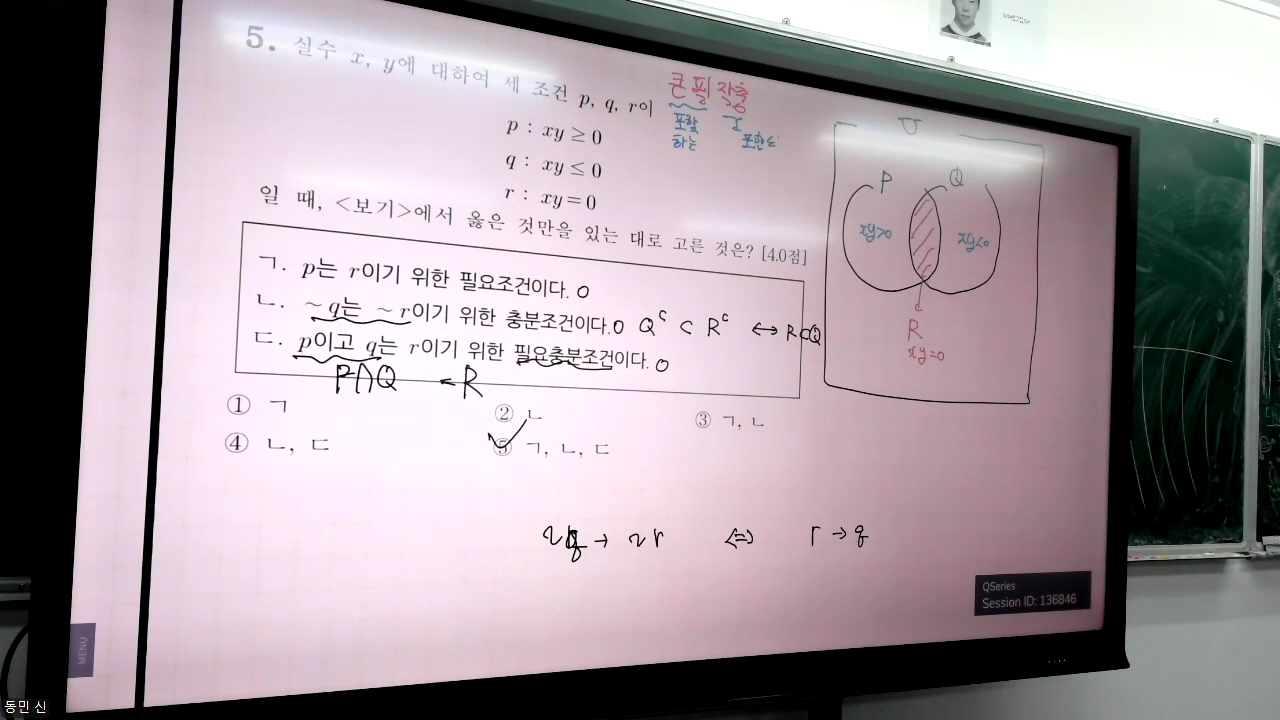 5. 실수 x, y에 대하여 세 조건 p, q, r이
큰필 작충
포함하는
포함되
p : xy ≥ 0
q : xy ≤ 0
r : xy = 0
일 때, <보기>에서 옳은 것만을 있는 대로 고른 것은? [4.0점]
ㄱ. p는 r이기 위한 필요조건이다. O
ㄴ. ~q는 ~r이기 위한 충분조건이다. O Q^C ⊂ R^C ↔ R⊂Q
ㄷ. p이고 q는 r이기 위한 필요충분조건이다. O
P∩Q ← R
① ㄱ
② ㄴ
③ ㄱ, ㄴ
④ ㄴ, ㄷ
⑤ ㄱ, ㄴ, ㄷ
~q → ~r ⇔ r → q
U
P
Q
xy>0
xy<0
R
xy=0
QSeries
Session ID: 136846
MENU
동민 신